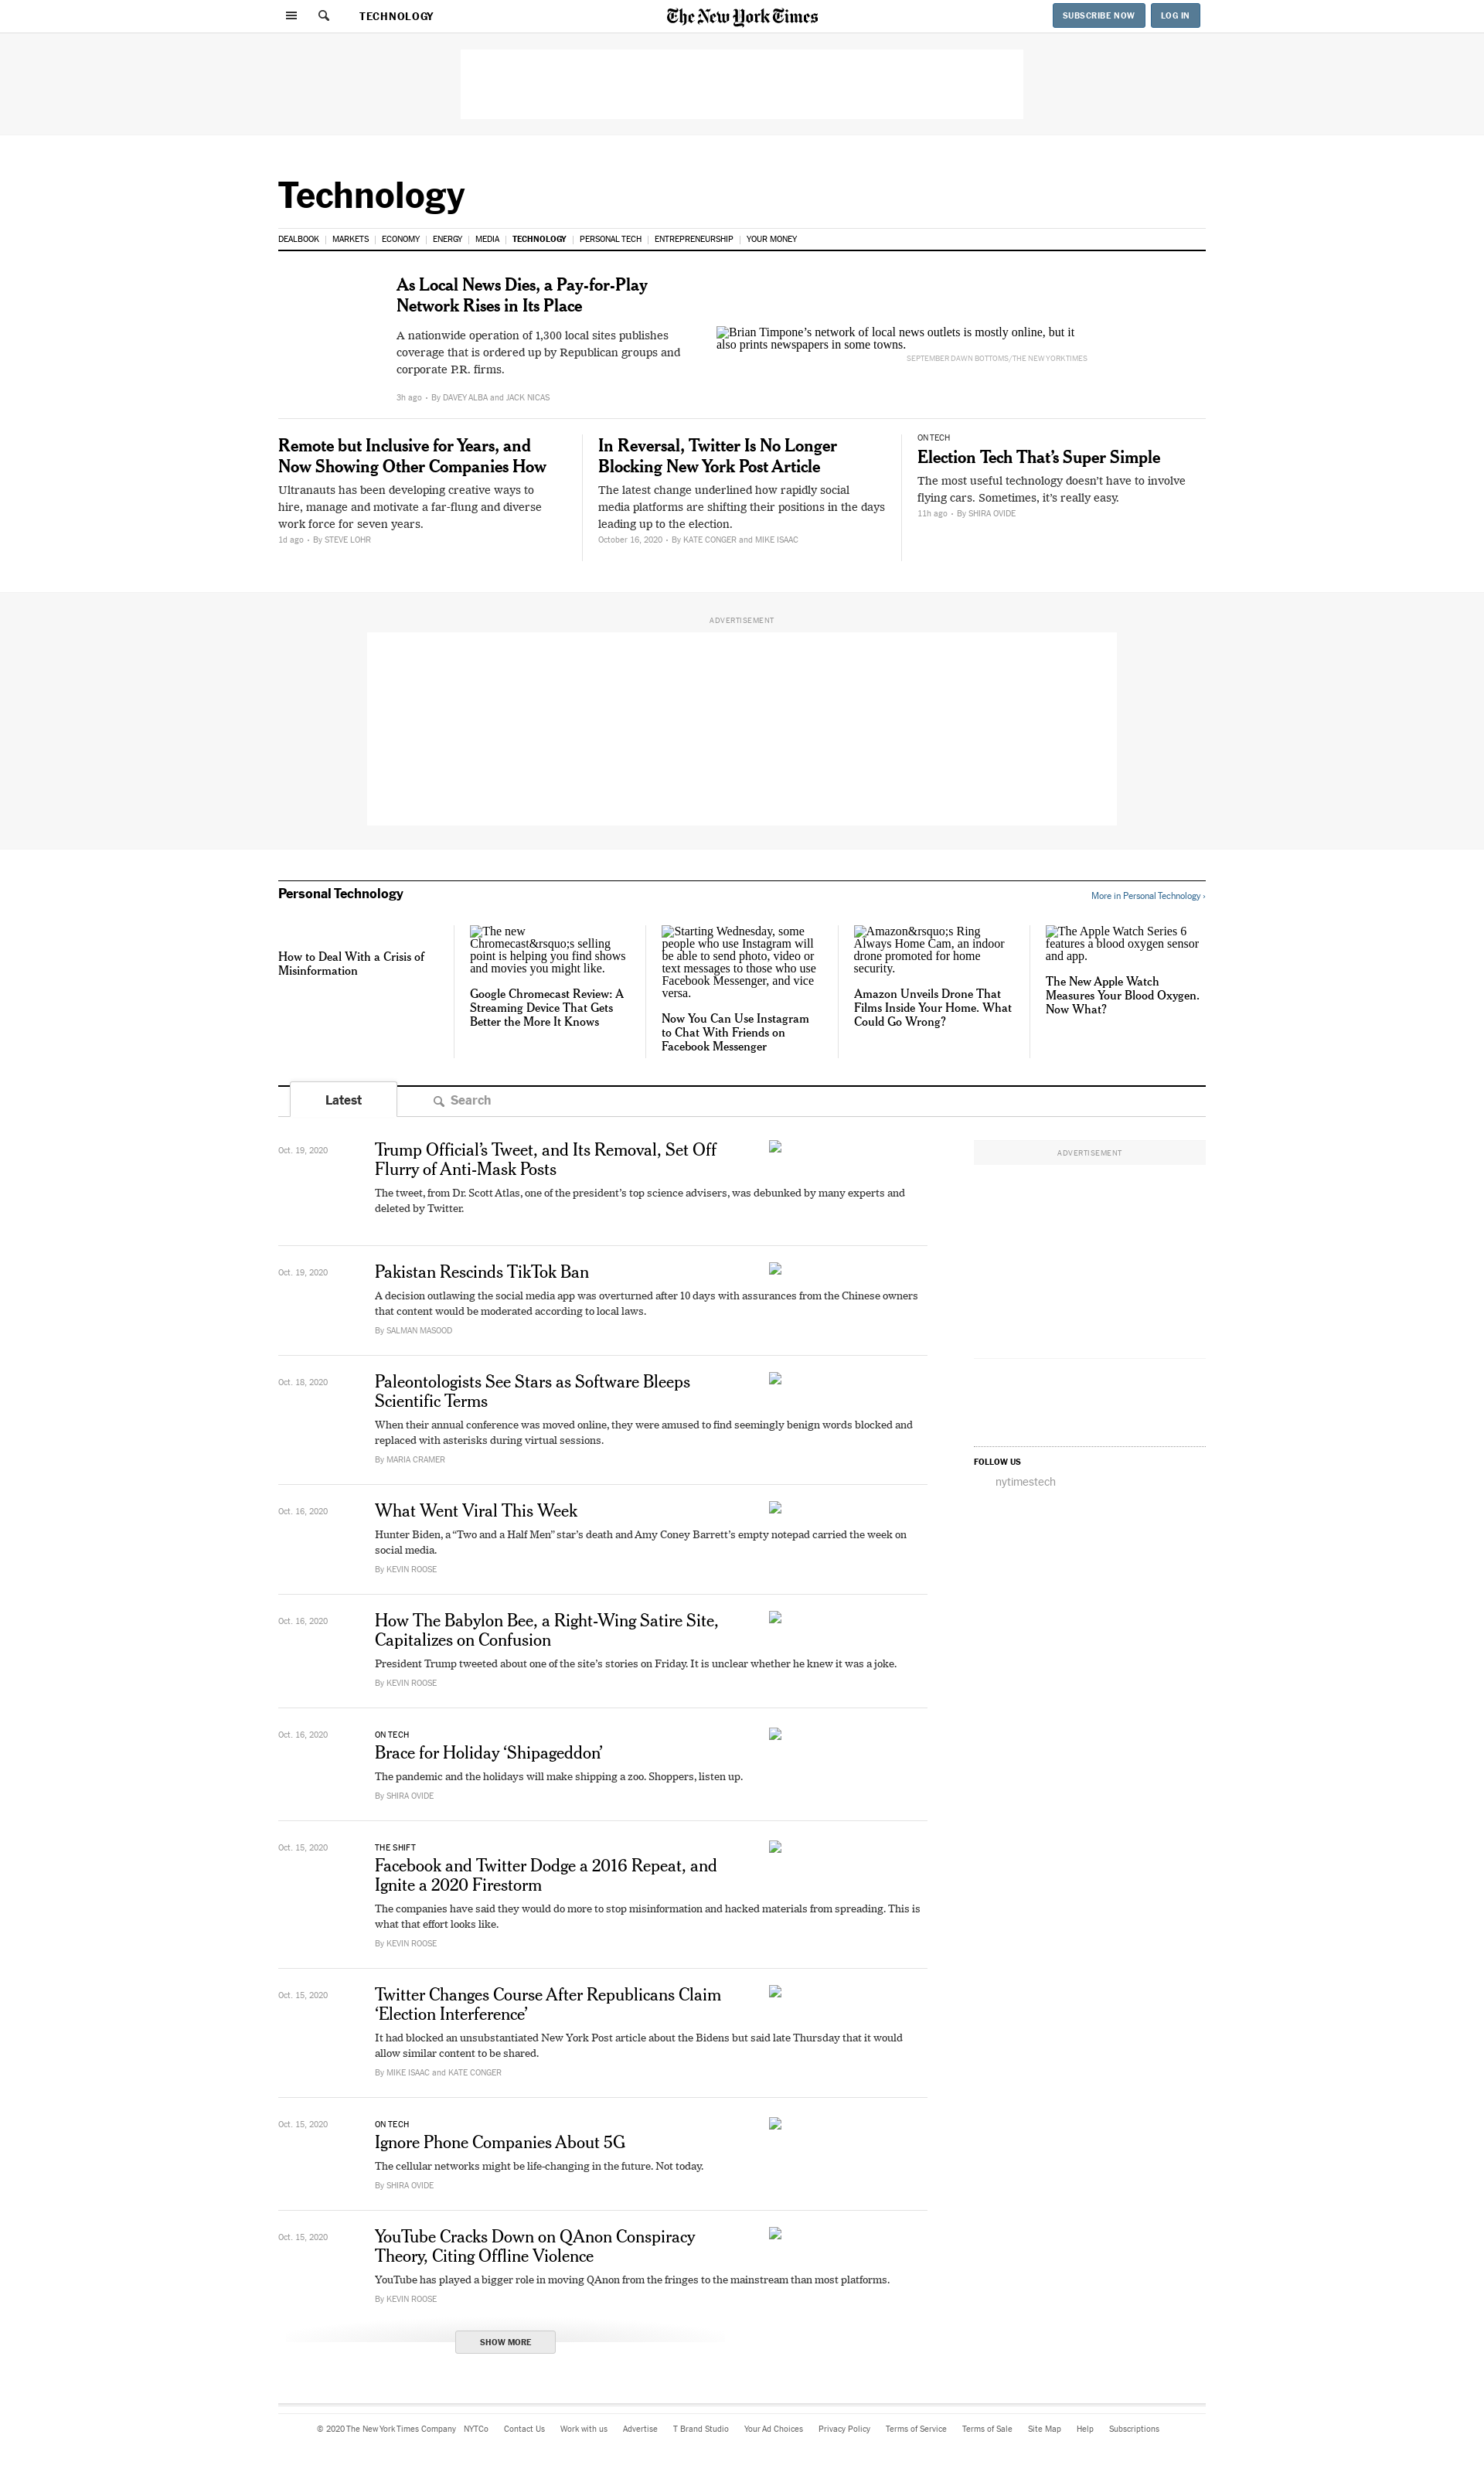 TECHNOLOGY
The New York Times
SUBSCRIBE NOW
LOG IN
Technology
DEALBOOK | MARKETS | ECONOMY | ENERGY | MEDIA | TECHNOLOGY | PERSONAL TECH | ENTREPRENEURSHIP | YOUR MONEY
As Local News Dies, a Pay-for-Play
Network Rises in Its Place
A nationwide operation of 1,300 local sites publishes
coverage that is ordered up by Republican groups and
corporate P.R. firms.
3h ago • By DAVEY ALBA and JACK NICAS
Brian Timpone’s network of local news outlets is mostly online, but it
also prints newspapers in some towns.
SEPTEMBER DAWN BOTTOMS/THE NEW YORK TIMES
Remote but Inclusive for Years, and
Now Showing Other Companies How
Ultranauts has been developing creative ways to
hire, manage and motivate a far-flung and diverse
work force for seven years.
1d ago • By STEVE LOHR
In Reversal, Twitter Is No Longer
Blocking New York Post Article
The latest change underlined how rapidly social
media platforms are shifting their positions in the days
leading up to the election.
October 16, 2020 • By KATE CONGER and MIKE ISAAC
ON TECH
Election Tech That’s Super Simple
The most useful technology doesn’t have to involve
flying cars. Sometimes, it’s really easy.
11h ago • By SHIRA OVIDE
ADVERTISEMENT
Personal Technology
More in Personal Technology ›
How to Deal With a Crisis of
Misinformation
The new
Chromecast&rsquo;s selling
point is helping you find shows
and movies you might like.
Google Chromecast Review: A
Streaming Device That Gets
Better the More It Knows
Starting Wednesday, some
people who use Instagram will
be able to send photo, video or
text messages to those who use
Facebook Messenger, and vice
versa.
Now You Can Use Instagram
to Chat With Friends on
Facebook Messenger
Amazon&rsquo;s Ring
Always Home Cam, an indoor
drone promoted for home
security.
Amazon Unveils Drone That
Films Inside Your Home. What
Could Go Wrong?
The Apple Watch Series 6
features a blood oxygen sensor
and app.
The New Apple Watch
Measures Your Blood Oxygen.
Now What?
Latest
Search
Oct. 19, 2020
Trump Official’s Tweet, and Its Removal, Set Off
Flurry of Anti-Mask Posts
The tweet, from Dr. Scott Atlas, one of the president’s top science advisers, was debunked by many experts and
deleted by Twitter.
ADVERTISEMENT
Oct. 19, 2020
Pakistan Rescinds TikTok Ban
A decision outlawing the social media app was overturned after 10 days with assurances from the Chinese owners
that content would be moderated according to local laws.
By SALMAN MASOOD
Oct. 18, 2020
Paleontologists See Stars as Software Bleeps
Scientific Terms
When their annual conference was moved online, they were amused to find seemingly benign words blocked and
replaced with asterisks during virtual sessions.
By MARIA CRAMER
FOLLOW US
nytimestech
Oct. 16, 2020
What Went Viral This Week
Hunter Biden, a “Two and a Half Men” star’s death and Amy Coney Barrett’s empty notepad carried the week on
social media.
By KEVIN ROOSE
Oct. 16, 2020
How The Babylon Bee, a Right-Wing Satire Site,
Capitalizes on Confusion
President Trump tweeted about one of the site’s stories on Friday. It is unclear whether he knew it was a joke.
By KEVIN ROOSE
Oct. 16, 2020
ON TECH
Brace for Holiday ‘Shipageddon’
The pandemic and the holidays will make shipping a zoo. Shoppers, listen up.
By SHIRA OVIDE
Oct. 15, 2020
THE SHIFT
Facebook and Twitter Dodge a 2016 Repeat, and
Ignite a 2020 Firestorm
The companies have said they would do more to stop misinformation and hacked materials from spreading. This is
what that effort looks like.
By KEVIN ROOSE
Oct. 15, 2020
Twitter Changes Course After Republicans Claim
‘Election Interference’
It had blocked an unsubstantiated New York Post article about the Bidens but said late Thursday that it would
allow similar content to be shared.
By MIKE ISAAC and KATE CONGER
Oct. 15, 2020
ON TECH
Ignore Phone Companies About 5G
The cellular networks might be life-changing in the future. Not today.
By SHIRA OVIDE
Oct. 15, 2020
YouTube Cracks Down on QAnon Conspiracy
Theory, Citing Offline Violence
YouTube has played a bigger role in moving QAnon from the fringes to the mainstream than most platforms.
By KEVIN ROOSE
SHOW MORE
© 2020 The New York Times Company NYTCo Contact Us Work with us Advertise T Brand Studio Your Ad Choices Privacy Policy Terms of Service Terms of Sale Site Map Help Subscriptions